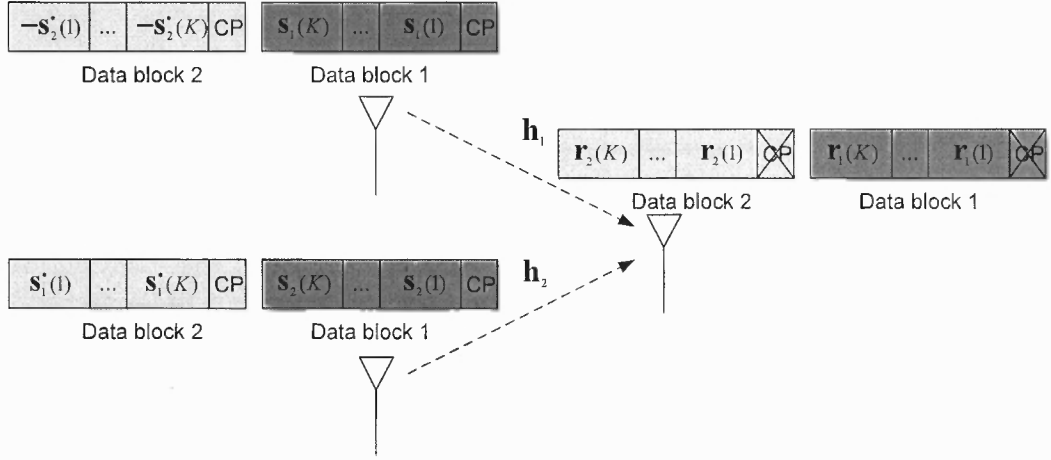 −s₂*(1) ... −s₂*(K) CP s₁(K) ... s₁(1) CP
Data block 2 Data block 1
h₁
r₂(K) ... r₂(1) CP r₁(K) ... r₁(1) CP
Data block 2 Data block 1
s₁*(1) ... s₁*(K) CP s₂(K) ... s₂(1) CP
h₂
Data block 2 Data block 1